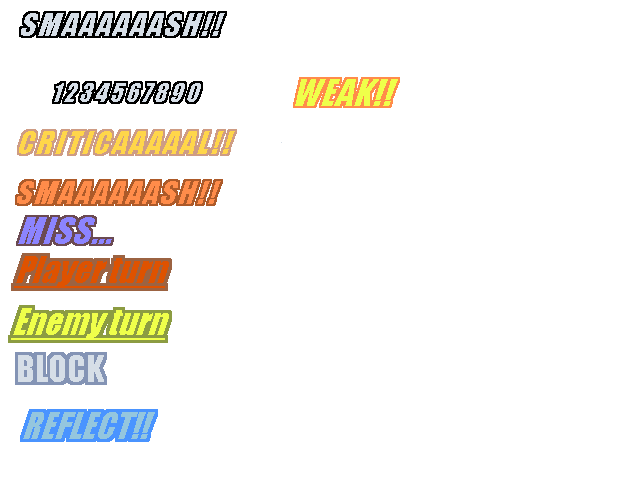 SMAAAAAASH!!
1234567890
WEAK!!
CRITICAAAAAL!!
SMAAAAAASH!!
MISS...
Player turn
Enemy turn
BLOCK
REFLECT!!